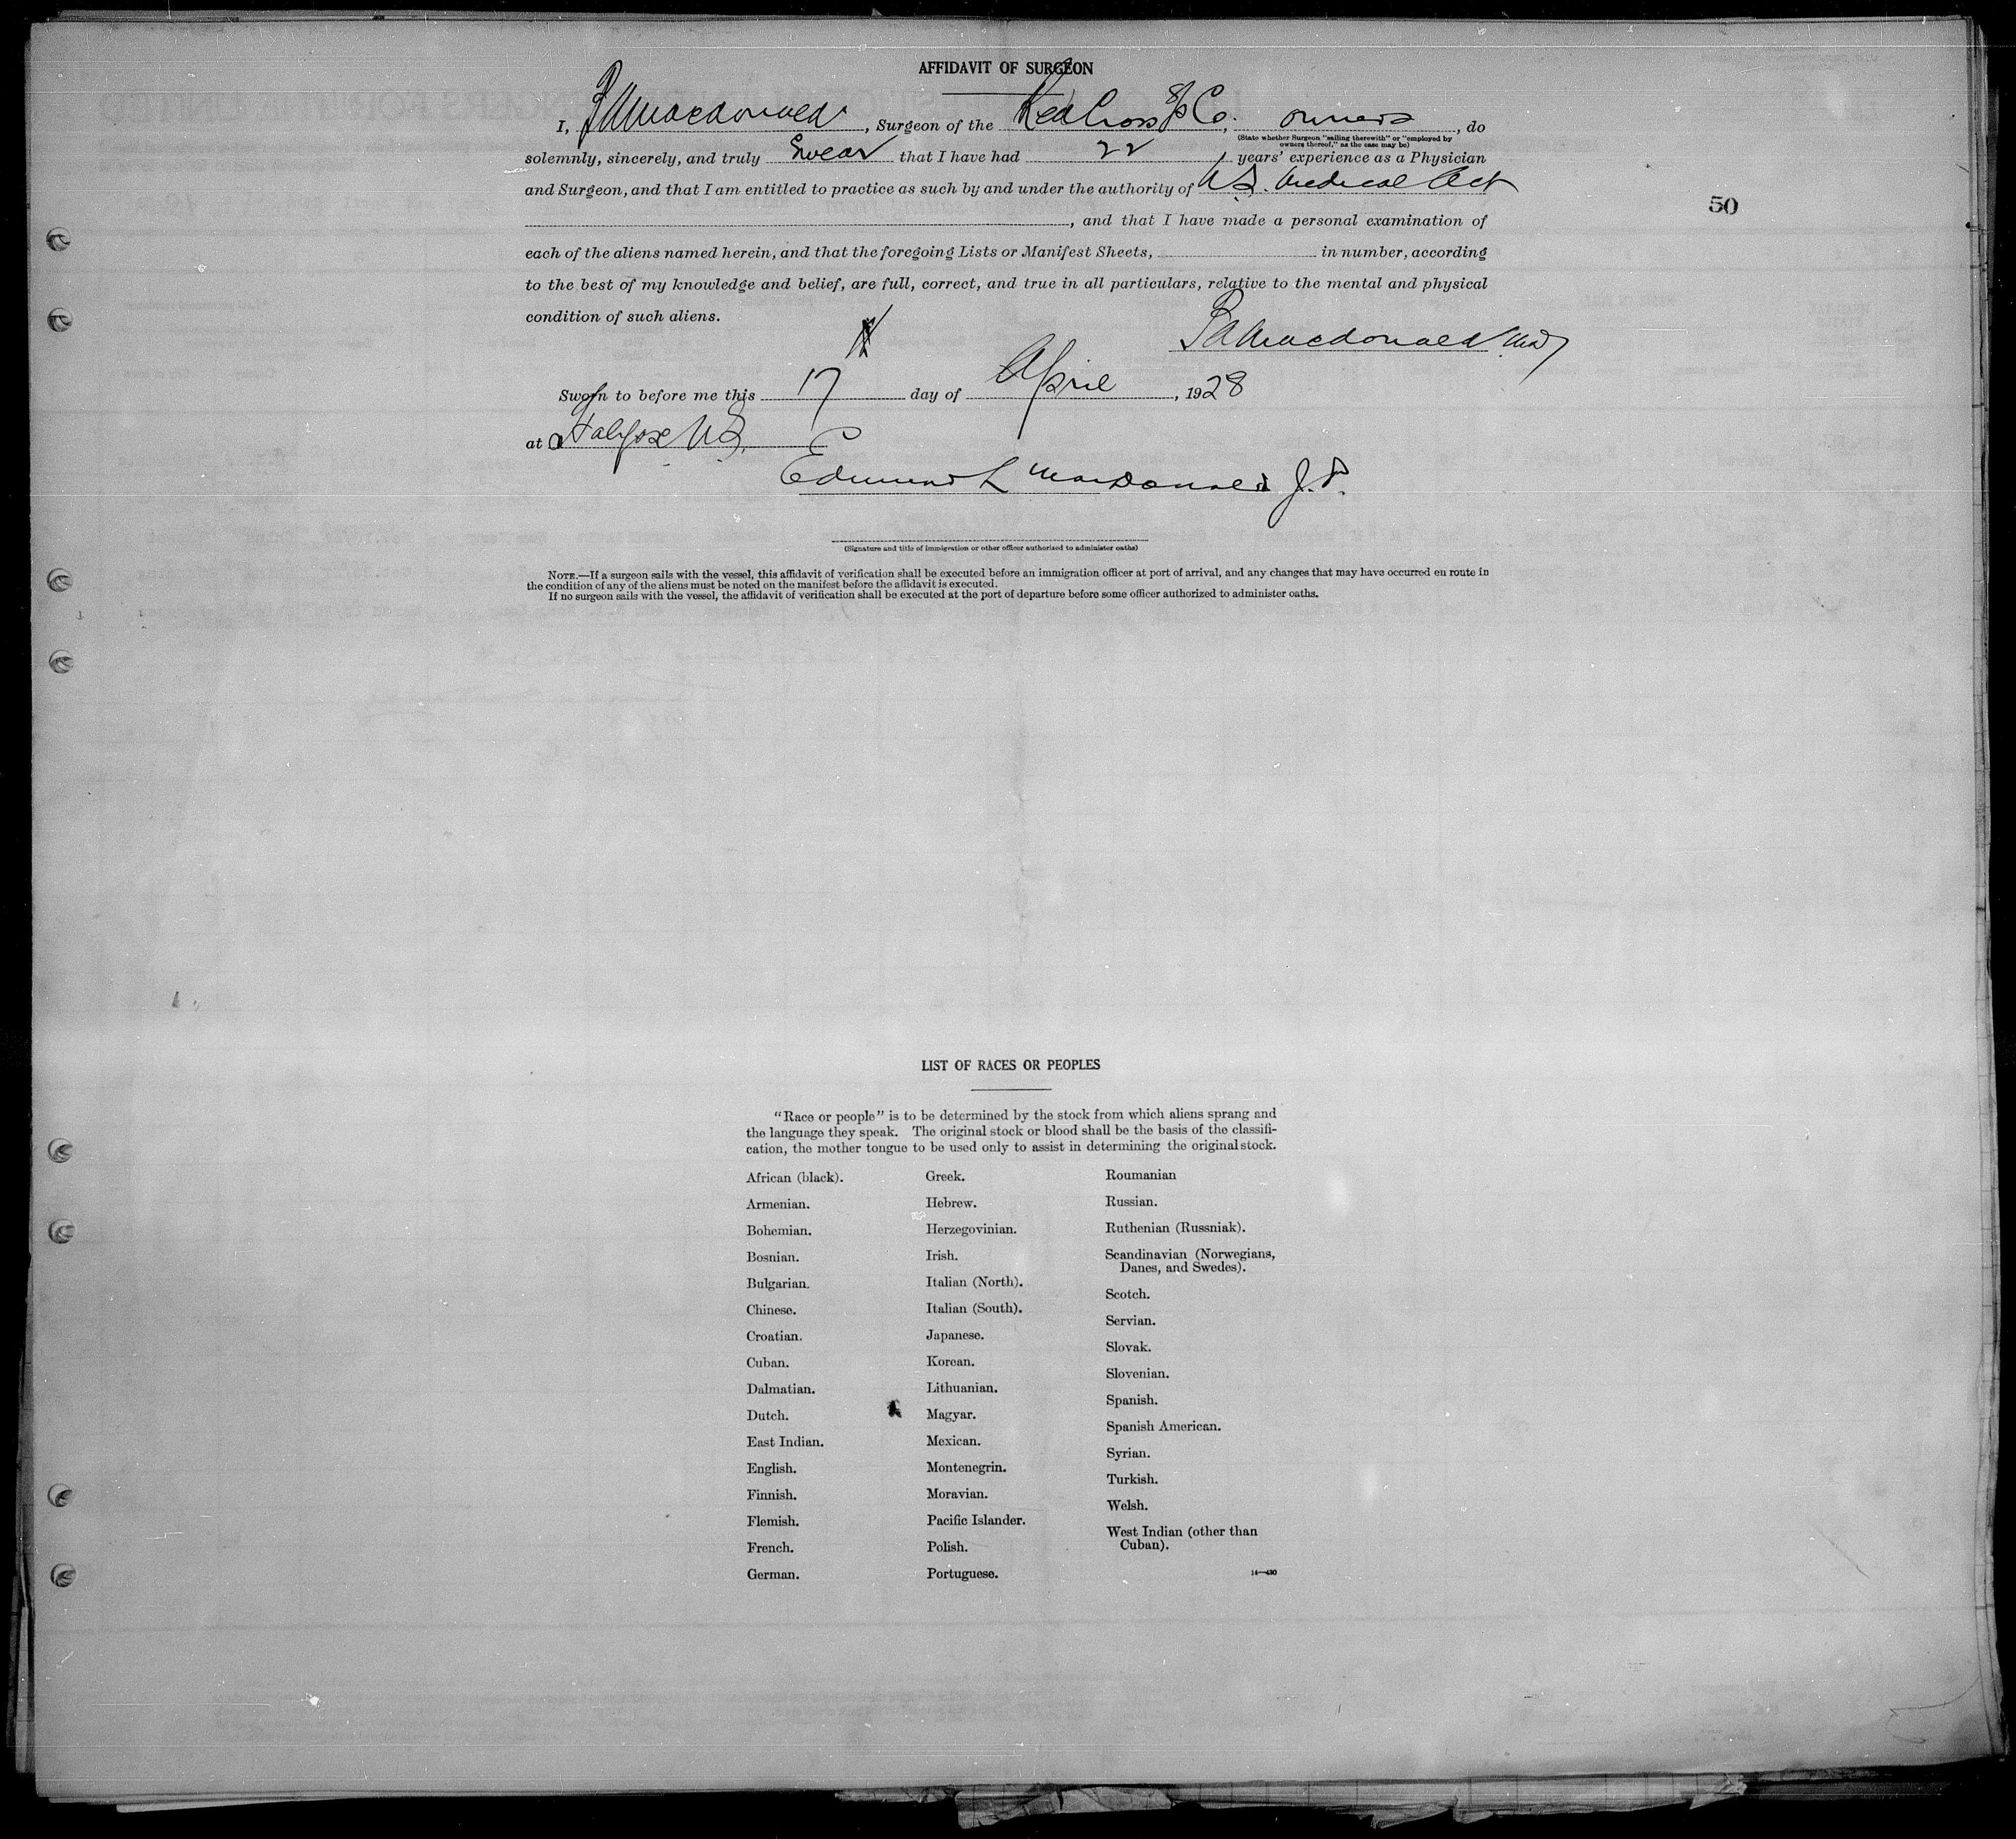 AFFIDAVIT OF SURGEON
I, P A Macdonald, Surgeon of the Red Cross S/S Co., owners, do
(State whether Surgeon "sailing therewith" or "employed by
owners thereof," as the case may be)
solemnly, sincerely, and truly Swear that I have had 22 years' experience as a Physician
and Surgeon, and that I am entitled to practice as such by and under the authority of N.S. Medical Act
50
, and that I have made a personal examination of
each of the aliens named herein, and that the foregoing Lists or Manifest Sheets, in number, according
to the best of my knowledge and belief, are full, correct, and true in all particulars, relative to the mental and physical
condition of such aliens.
P A Macdonald MD
Sworn to before me this 17 day of April, 1928
at Halifax N.S.
Edmund L MacDonald J.P.
(Signature and title of immigration or other officer authorized to administer oaths)
NOTE.—If a surgeon sails with the vessel, this affidavit of verification shall be executed before an immigration officer at port of arrival, and any changes that may have occurred en route in
the condition of any of the aliens must be noted on the manifest before the affidavit is executed.
If no surgeon sails with the vessel, the affidavit of verification shall be executed at the port of departure before some officer authorized to administer oaths.
LIST OF RACES OR PEOPLES
"Race or people" is to be determined by the stock from which aliens sprang and
the language they speak. The original stock or blood shall be the basis of the classifi-
cation, the mother tongue to be used only to assist in determining the original stock.
African (black).
Armenian.
Bohemian.
Bosnian.
Bulgarian.
Chinese.
Croatian.
Cuban.
Dalmatian.
Dutch.
East Indian.
English.
Finnish.
Flemish.
French.
German.
Greek.
Hebrew.
Herzegovinian.
Irish.
Italian (North).
Italian (South).
Japanese.
Korean.
Lithuanian.
Magyar.
Mexican.
Montenegrin.
Moravian.
Pacific Islander.
Polish.
Portuguese.
Roumanian
Russian.
Ruthenian (Russniak).
Scandinavian (Norwegians,
Danes, and Swedes).
Scotch.
Servian.
Slovak.
Slovenian.
Spanish.
Spanish American.
Syrian.
Turkish.
Welsh.
West Indian (other than
Cuban).
14—430